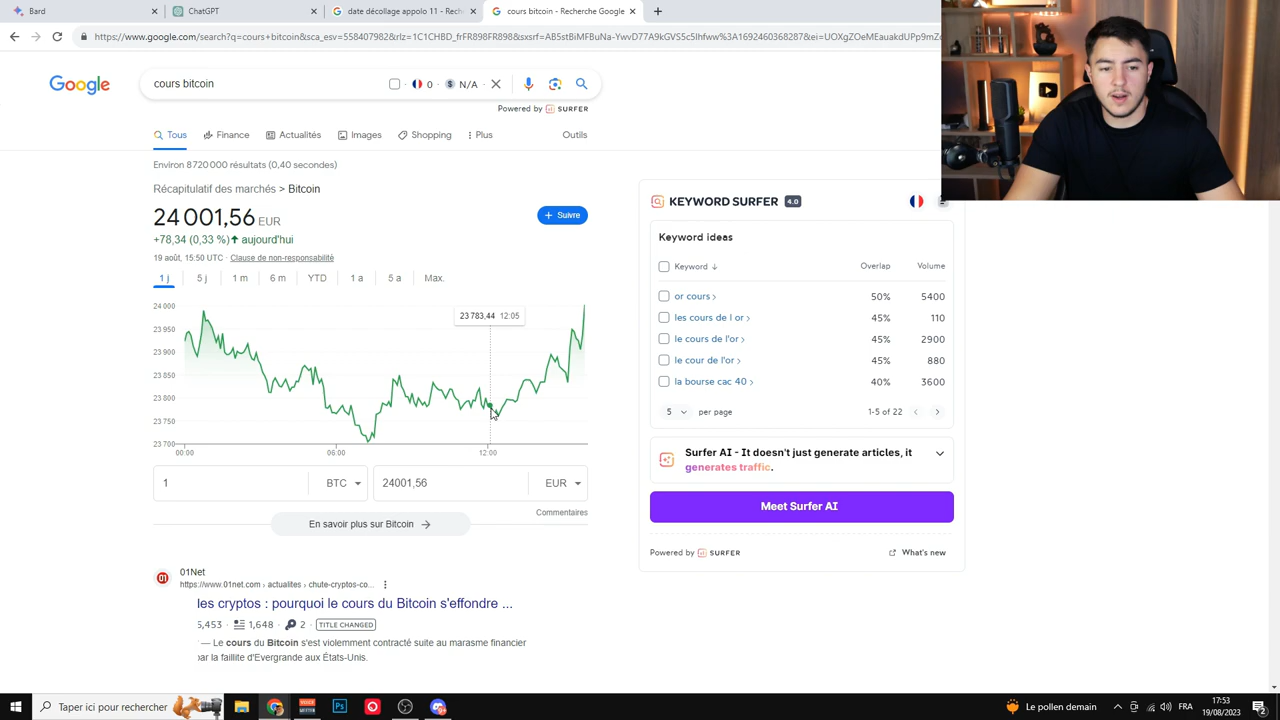 Bard
ChatGPT
date décollage appolo 11 - Rech
cours bitcoin - Recherche Google
https://www.google.com/search?q=cours+bitcoin&sca_esv=558407982&rlz=1C1CHBD_frFR898FR898&sxsrf=
Google
cours bitcoin
0 · N/A ·
Powered by SURFER
Tous
Finance
Actualités
Images
Shopping
Plus
Outils
Environ 8 720 000 résultats (0,40 secondes)
Récapitulatif des marchés > Bitcoin
24 001,56 EUR
+ Suivre
+78,34 (0,33 %) aujourd'hui
19 août, 15:50 UTC · Clause de non-responsabilité
1 j
5 j
1 m
6 m
YTD
1 a
5 a
Max.
24 000
23 950
23 900
23 850
23 800
23 750
23 700
23 783,44 12:05
00:00
06:00
12:00
1
BTC
24001,56
EUR
Commentaires
En savoir plus sur Bitcoin
01Net
https://www.01net.com › actualites › chute-cryptos-co...
les cryptos : pourquoi le cours du Bitcoin s'effondre ...
5,453 · 1,648 · 2 · TITLE CHANGED
— Le cours du Bitcoin s'est violemment contracté suite au marasme financier
par la faillite d'Evergrande aux États-Unis.
KEYWORD SURFER 4.0
Keyword ideas
Keyword
Overlap
Volume
or cours 50% 5400
les cours de l or 45% 110
le cours de l'or 45% 2900
le cour de l'or 45% 880
la bourse cac 40 40% 3600
5 per page
1-5 of 22
Surfer AI - It doesn't just generate articles, it
generates traffic.
Meet Surfer AI
Powered by SURFER
What's new
Taper ici pour rechercher
Ps
Le pollen demain
FRA
17:53
19/08/2023
2